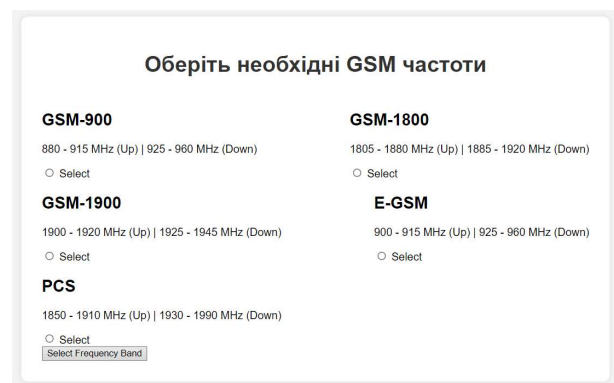 Оберіть необхідні GSM частоти
GSM-900
880 - 915 MHz (Up) | 925 - 960 MHz (Down)
Select
GSM-1800
1805 - 1880 MHz (Up) | 1885 - 1920 MHz (Down)
Select
GSM-1900
1900 - 1920 MHz (Up) | 1925 - 1945 MHz (Down)
Select
E-GSM
900 - 915 MHz (Up) | 925 - 960 MHz (Down)
Select
PCS
1850 - 1910 MHz (Up) | 1930 - 1990 MHz (Down)
Select
Select Frequency Band